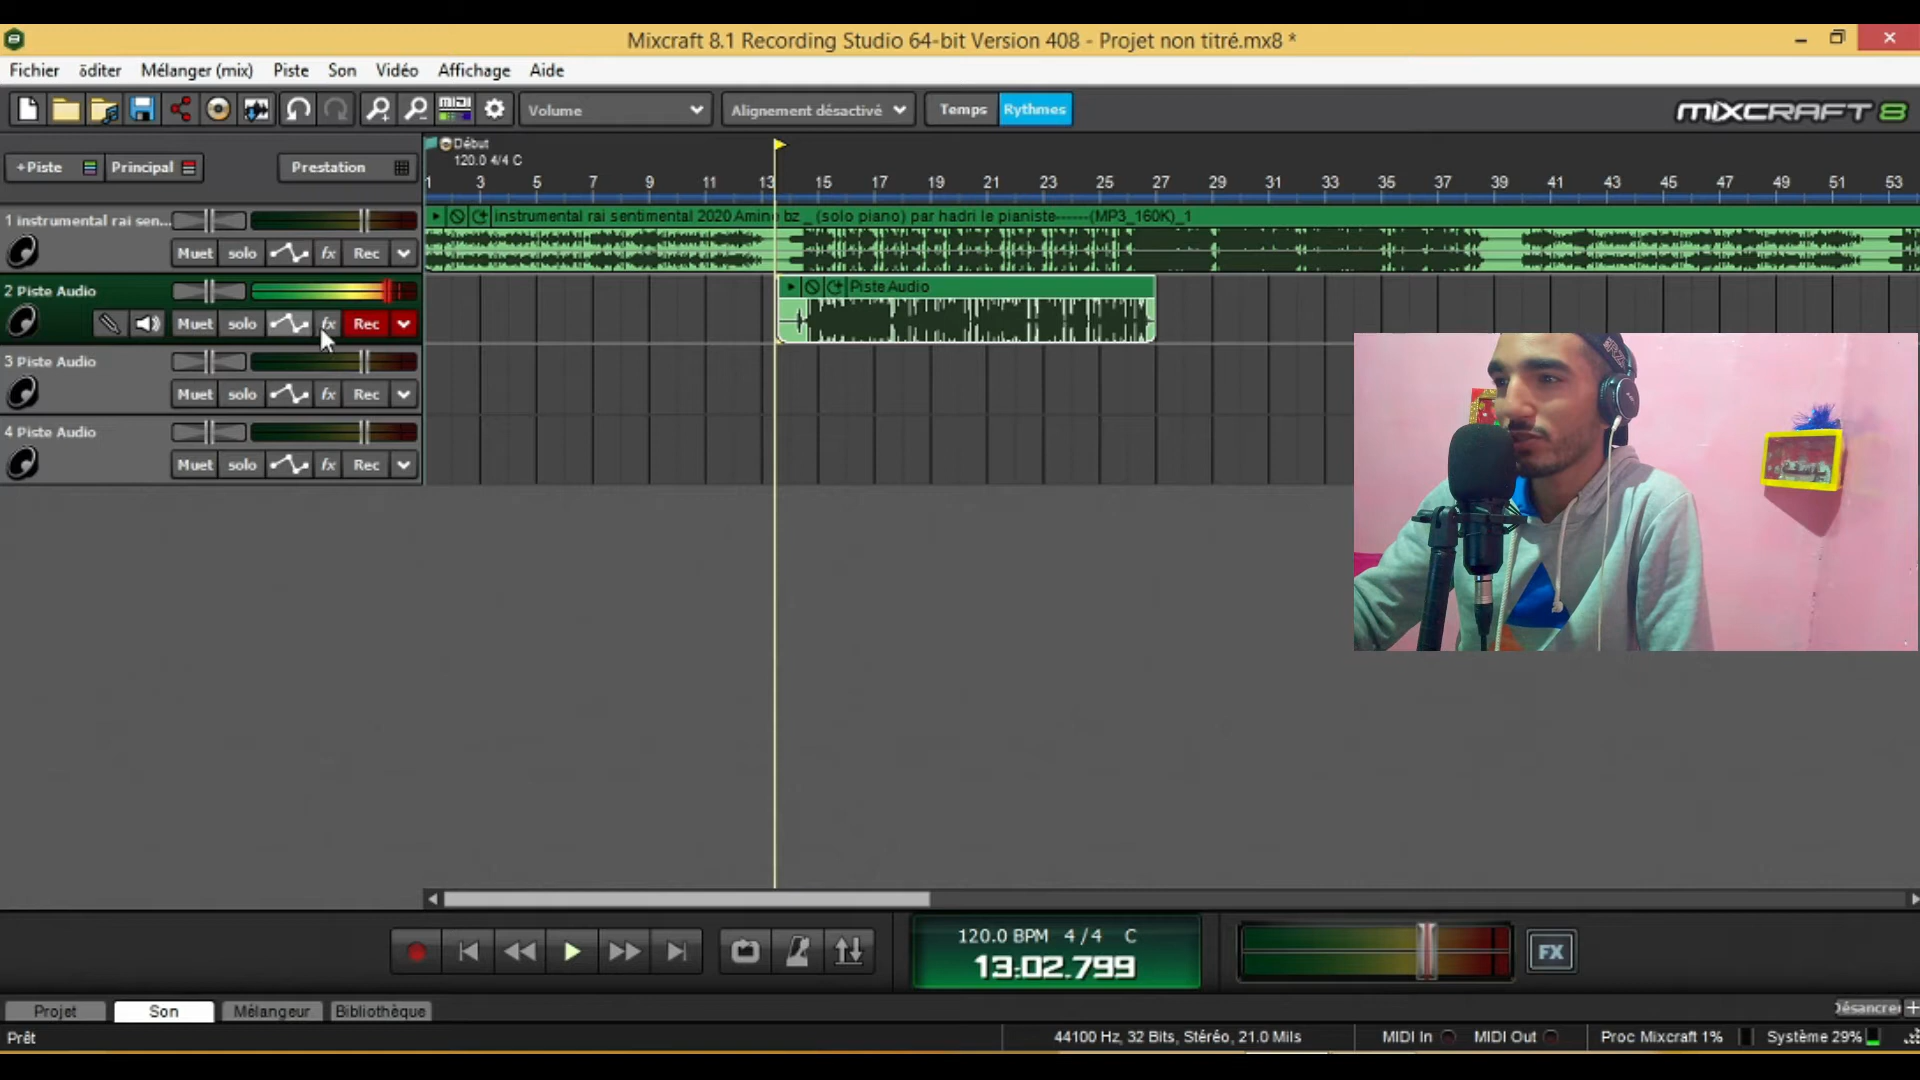 Mixcraft 8.1 Recording Studio 64-bit Version 408 - Projet non titré.mx8 *
Fichier õditer Mélanger (mix) Piste Son Vidéo Affichage Aide
MIDI Volume Alignement désactivé Temps Rythmes MIXCRAFT 8
+Piste Principal Prestation
Début
120.0 4/4 C
1 3 5 7 9 11 13 15 17 19 21 23 25 27 29 31 33 35 37 39 41 43 45 47 49 51 53
1 instrumental rai sen...
instrumental rai sentimental 2020 Amine bz _ (solo piano) par hadri le pianiste------(MP3_160K)_1
Muet solo fx Rec
2 Piste Audio
Piste Audio
Muet solo fx Rec
3 Piste Audio
Muet solo fx Rec
4 Piste Audio
Muet solo fx Rec
120.0 BPM 4/4 C
13:02.799
FX
Projet Son Mélangeur Bibliothèque Désancrer
Prêt
44100 Hz, 32 Bits, Stéréo, 21.0 Mils MIDI In MIDI Out Proc Mixcraft 1% Système 29%